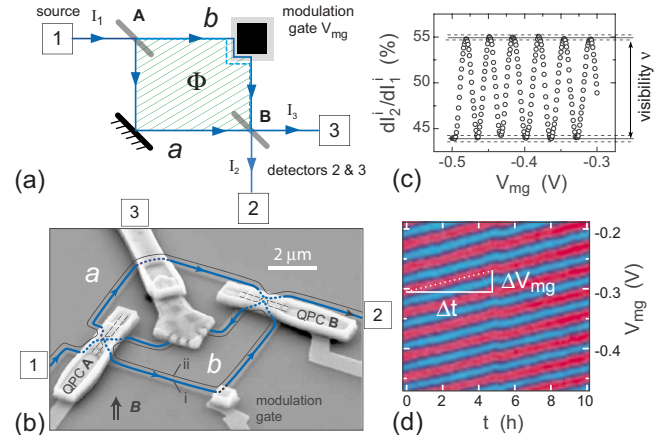 source
modulation
gate Vmg
1
I1
A
b
Φ
B
I3
3
a
I2
detectors 2 & 3
2
(a)
dI2^i/dI1^i (%)
55
50
45
-0.5
-0.4
-0.3
Vmg (V)
visibility ν
(c)
3
2 μm
a
QPC B
2
1
QPC A
b
ii
i
B
modulation
gate
(b)
-0.2
-0.3
-0.4
Vmg (V)
ΔVmg
Δt
0
2
4
6
8
10
t (h)
(d)